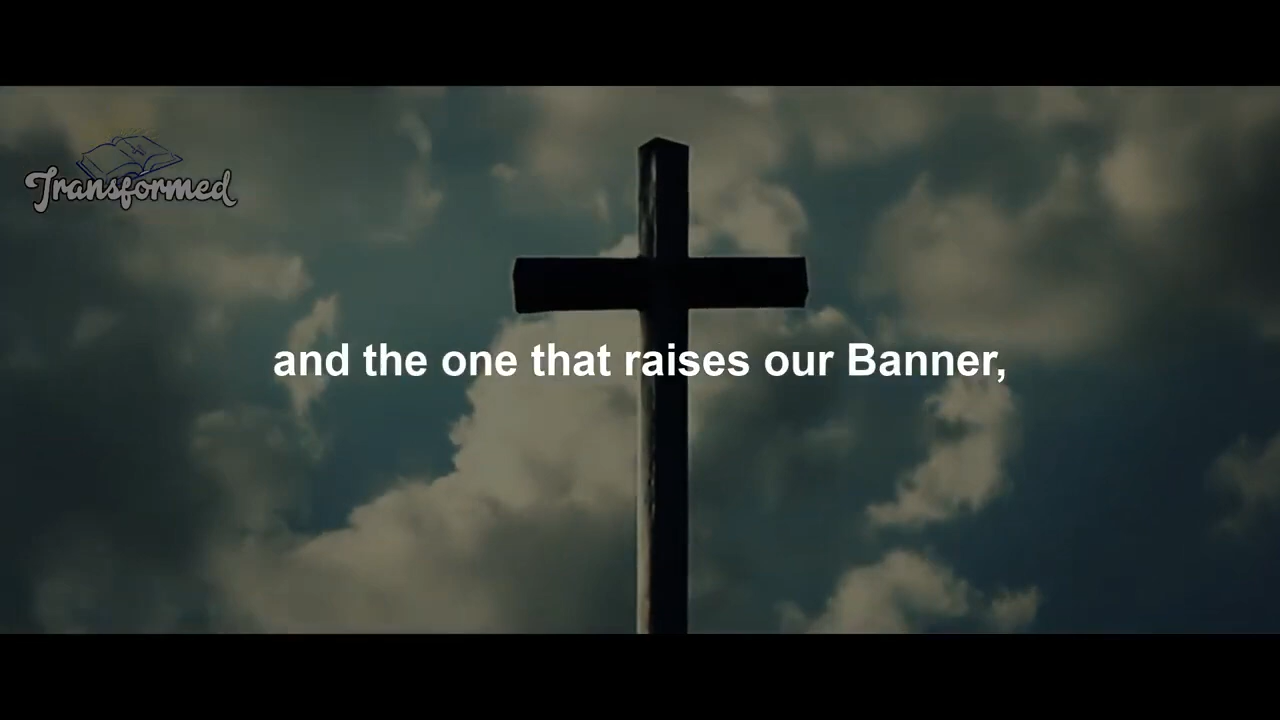 Transformed
and the one that raises our Banner,